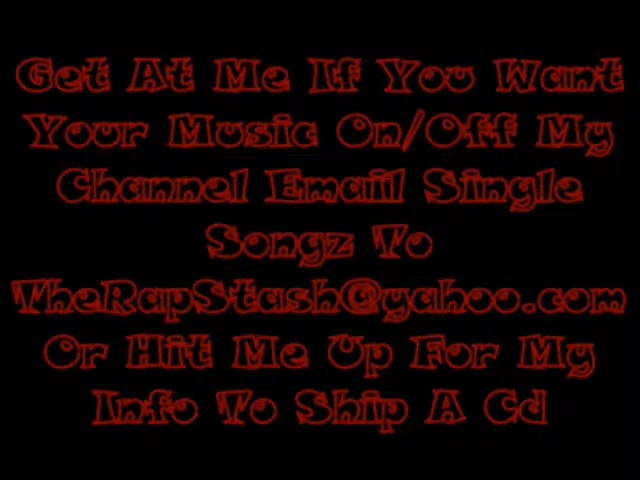 Get At Me If You Want
Your Music On/Off My
Channel Email Single
Songz To
TheRapStash@yahoo.com
Or Hit Me Up For My
Info To Ship A Cd